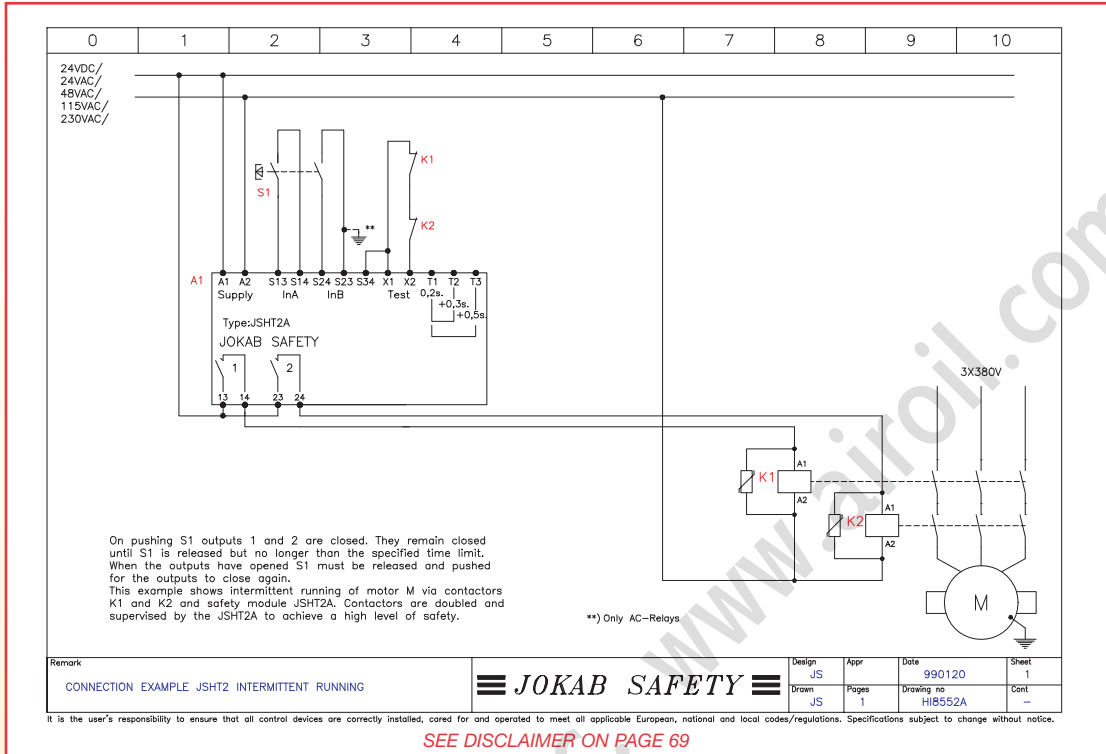 0 1 2 3 4 5 6 7 8 9 10
24VDC/
24VAC/
48VAC/
115VAC/
230VAC/
K1
S1
K2
**
A1
A1 A2 S13 S14 S24 S23 S34 X1 X2 T1 T2 T3
Supply InA InB Test 0,2s.
+0,3s.
+0,5s.
Type:JSHT2A
JOKAB SAFETY
1 2
13 14 23 24
3X380V
K1 A1
A2
K2 A1
A2
M
On pushing S1 outputs 1 and 2 are closed. They remain closed
until S1 is released but no longer than the specified time limit.
When the outputs have opened S1 must be released and pushed
for the outputs to close again.
This example shows intermittent running of motor M via contactors
K1 and K2 and safety module JSHT2A. Contactors are doubled and
supervised by the JSHT2A to achieve a high level of safety.
**) Only AC-Relays
Remark
CONNECTION EXAMPLE JSHT2 INTERMITTENT RUNNING
JOKAB SAFETY
Design JS
Appr
Date 990120
Sheet 1
Drawn JS
Pages 1
Drawing no HI8552A
Cont -
It is the user's responsibility to ensure that all control devices are correctly installed, cared for and operated to meet all applicable European, national and local codes/regulations. Specifications subject to change without notice.
SEE DISCLAIMER ON PAGE 69
www.airoil.com